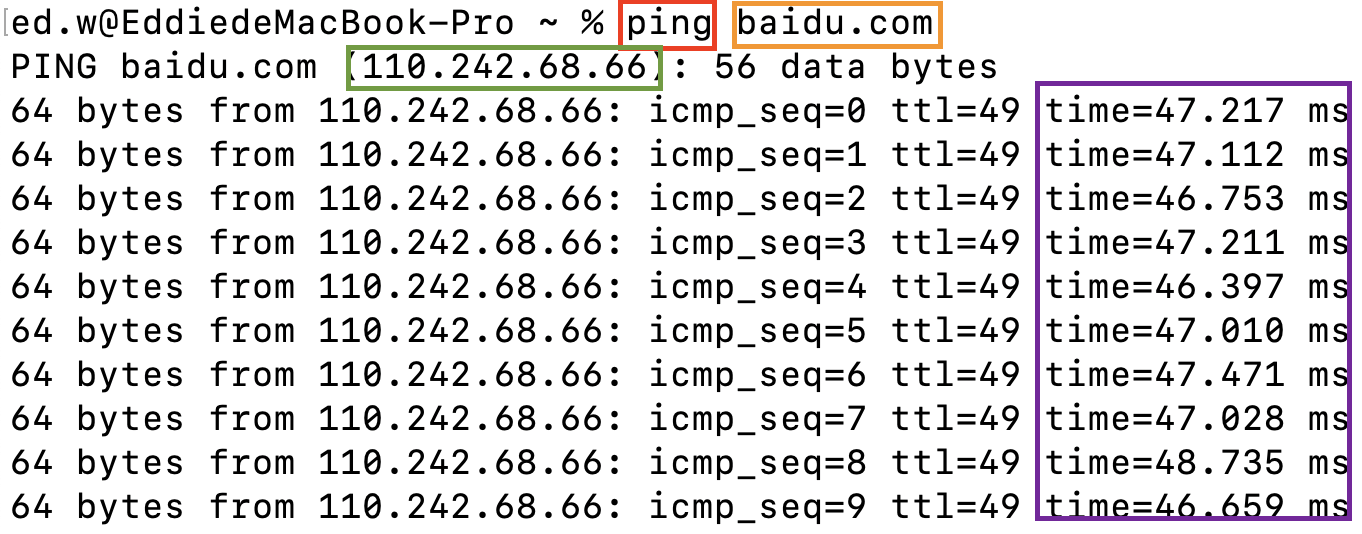 [ed.w@EddiedeMacBook-Pro ~ % ping baidu.com
PING baidu.com (110.242.68.66): 56 data bytes
64 bytes from 110.242.68.66: icmp_seq=0 ttl=49 time=47.217 ms
64 bytes from 110.242.68.66: icmp_seq=1 ttl=49 time=47.112 ms
64 bytes from 110.242.68.66: icmp_seq=2 ttl=49 time=46.753 ms
64 bytes from 110.242.68.66: icmp_seq=3 ttl=49 time=47.211 ms
64 bytes from 110.242.68.66: icmp_seq=4 ttl=49 time=46.397 ms
64 bytes from 110.242.68.66: icmp_seq=5 ttl=49 time=47.010 ms
64 bytes from 110.242.68.66: icmp_seq=6 ttl=49 time=47.471 ms
64 bytes from 110.242.68.66: icmp_seq=7 ttl=49 time=47.028 ms
64 bytes from 110.242.68.66: icmp_seq=8 ttl=49 time=48.735 ms
64 bytes from 110.242.68.66: icmp_seq=9 ttl=49 time=46.659 ms